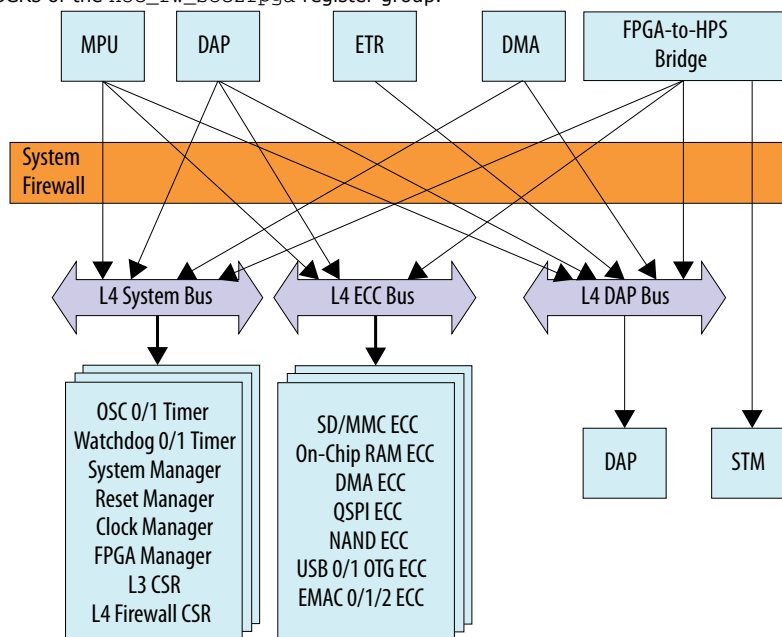 register group.
MPU
DAP
ETR
DMA
FPGA-to-HPS
Bridge
System
Firewall
L4 System Bus
L4 ECC Bus
L4 DAP Bus
OSC 0/1 Timer
Watchdog 0/1 Timer
System Manager
Reset Manager
Clock Manager
FPGA Manager
L3 CSR
L4 Firewall CSR
SD/MMC ECC
On-Chip RAM ECC
DMA ECC
QSPI ECC
NAND ECC
USB 0/1 OTG ECC
EMAC 0/1/2 ECC
DAP
STM